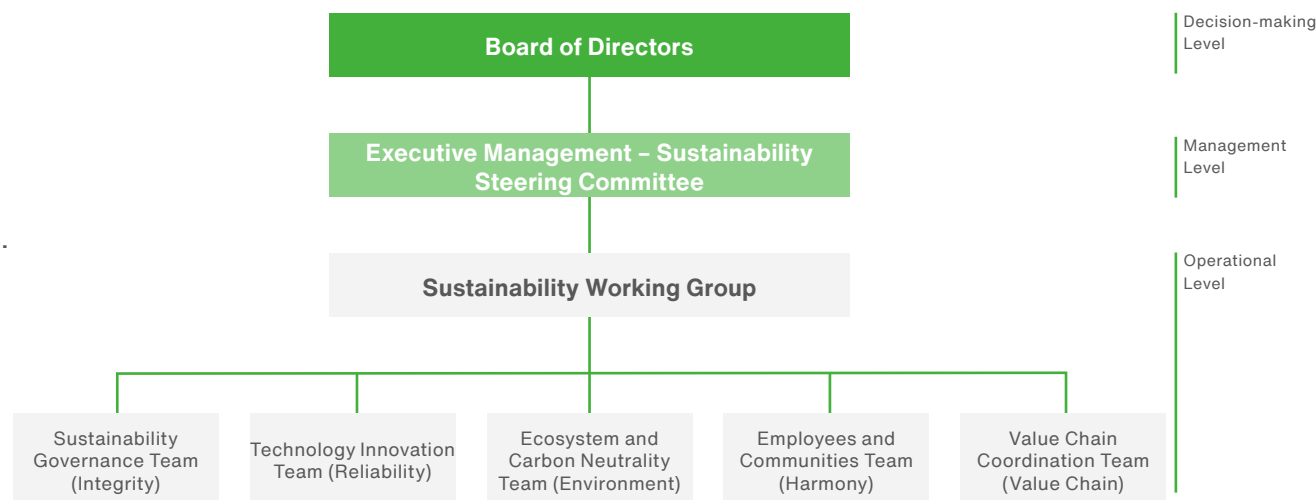 Board of Directors
Decision-making
Level
Executive Management – Sustainability
Steering Committee
Management
Level
.
Sustainability Working Group
Operational
Level
Sustainability
Governance Team
(Integrity)
Technology Innovation
Team (Reliability)
Ecosystem and
Carbon Neutrality
Team (Environment)
Employees and
Communities Team
(Harmony)
Value Chain
Coordination Team
(Value Chain)